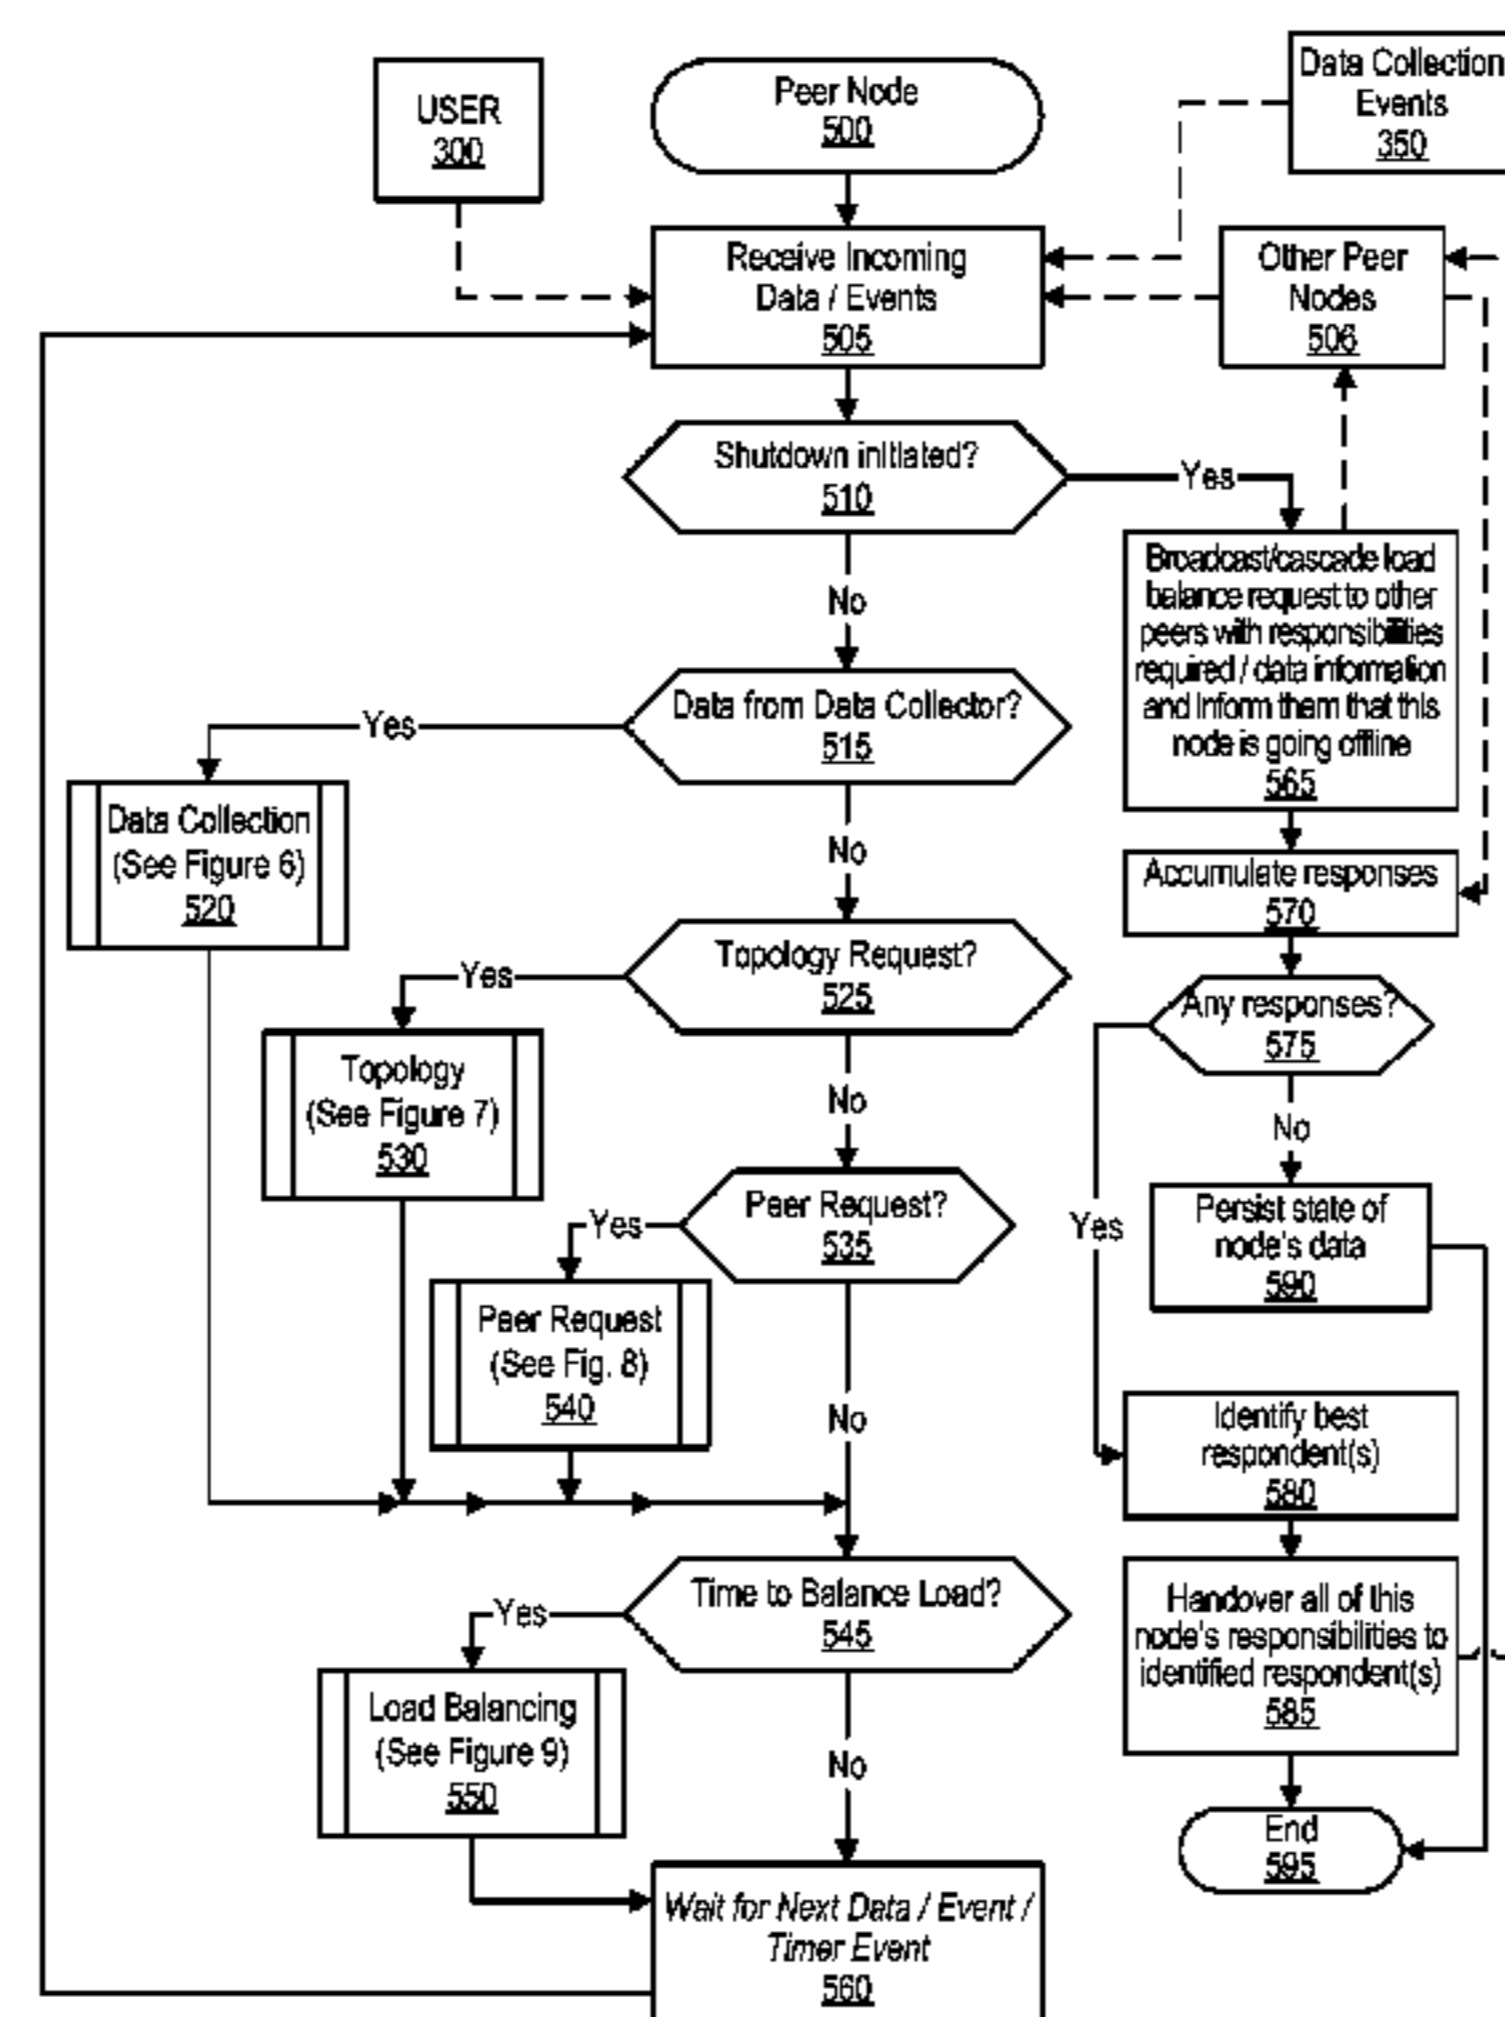 USER
300
Peer Node
500
Data Collection
Events
350
Receive Incoming
Data / Events
505
Other Peer
Nodes
506
Shutdown initiated?
510
Yes
No
Broadcast/cascade load
balance request to other
peers with responsibilities
required / data information
and inform them that this
node is going offline
565
Data from Data Collector?
515
Yes
No
Data Collection
(See Figure 6)
520
Accumulate responses
570
Topology Request?
525
Yes
No
Any responses?
575
No
Yes
Topology
(See Figure 7)
530
Peer Request?
535
Yes
No
Persist state of
node's data
590
Peer Request
(See Fig. 8)
540
Identify best
respondent(s)
580
Time to Balance Load?
545
Yes
No
Handover all of this
node's responsibilities to
identified respondent(s)
585
Load Balancing
(See Figure 9)
550
End
595
Wait for Next Data / Event /
Timer Event
560